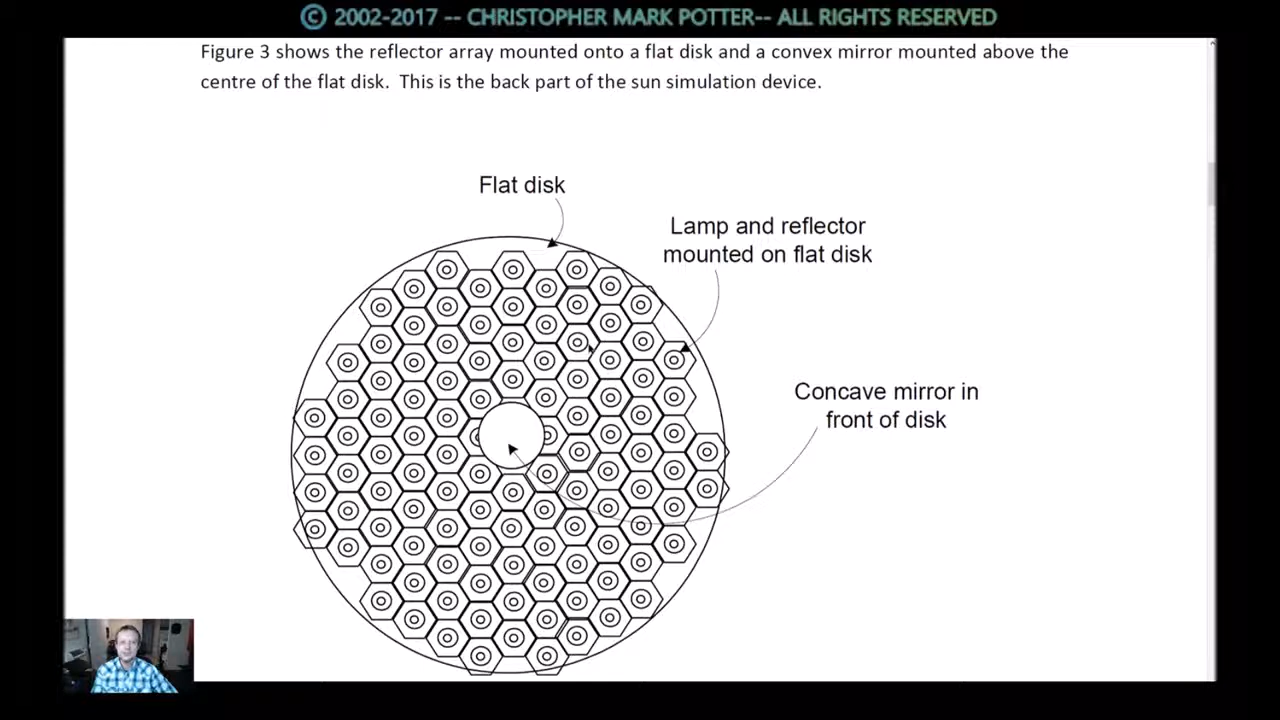 © 2002-2017 -- CHRISTOPHER MARK POTTER-- ALL RIGHTS RESERVED
Figure 3 shows the reflector array mounted onto a flat disk and a convex mirror mounted above the
centre of the flat disk.  This is the back part of the sun simulation device.
Flat disk
Lamp and reflector
mounted on flat disk
Concave mirror in
front of disk